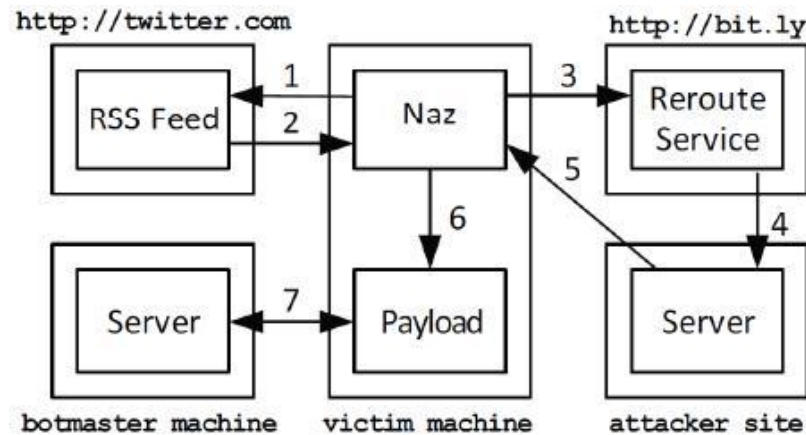 http://twitter.com
http://bit.ly
RSS Feed
1
2
Naz
3
Reroute
Service
5
4
6
Server
7
Payload
Server
botmaster machine
victim machine
attacker site